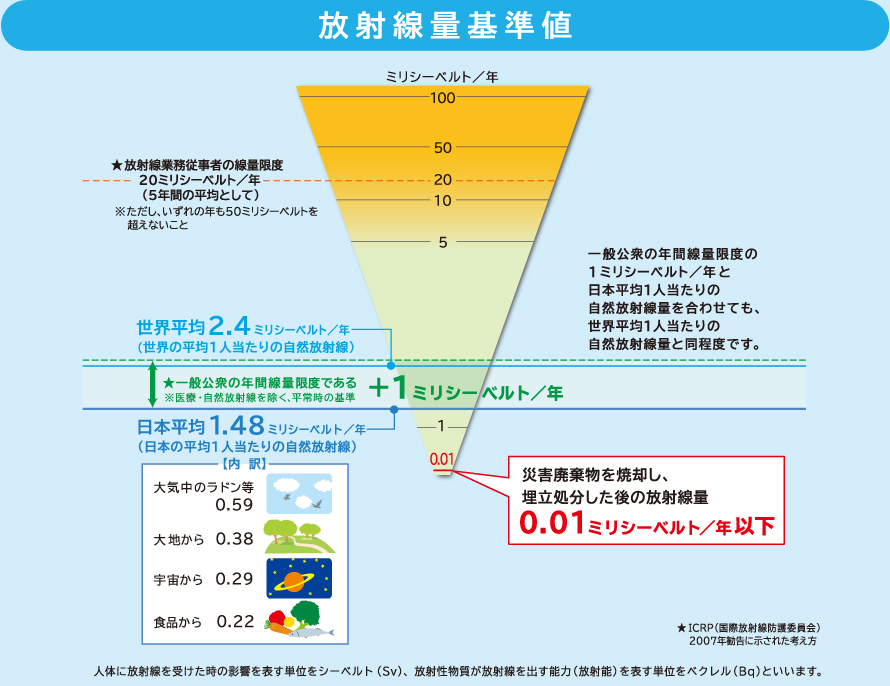 放射線量基準値
ミリシーベルト／年
100
50
20
10
5
1
0.01
★放射線業務従事者の線量限度
20ミリシーベルト／年
（5年間の平均として）
※ただし、いずれの年も50ミリシーベルトを
超えないこと
一般公衆の年間線量限度の
1ミリシーベルト／年と
日本平均1人当たりの
自然放射線量を合わせても、
世界平均1人当たりの
自然放射線量と同程度です。
世界平均2.4ミリシーベルト／年
（世界の平均1人当たりの自然放射線）
★一般公衆の年間線量限度である
※医療・自然放射線を除く、平常時の基準
＋1ミリシーベルト／年
日本平均1.48ミリシーベルト／年
（日本の平均1人当たりの自然放射線）
【内 訳】
大気中のラドン等
0.59
大地から 0.38
宇宙から 0.29
食品から 0.22
災害廃棄物を焼却し、
埋立処分した後の放射線量
0.01ミリシーベルト／年以下
★ICRP（国際放射線防護委員会）
2007年勧告に示された考え方
人体に放射線を受けた時の影響を表す単位をシーベルト（Sv）、放射性物質が放射線を出す能力（放射能）を表す単位をベクレル（Bq）といいます。